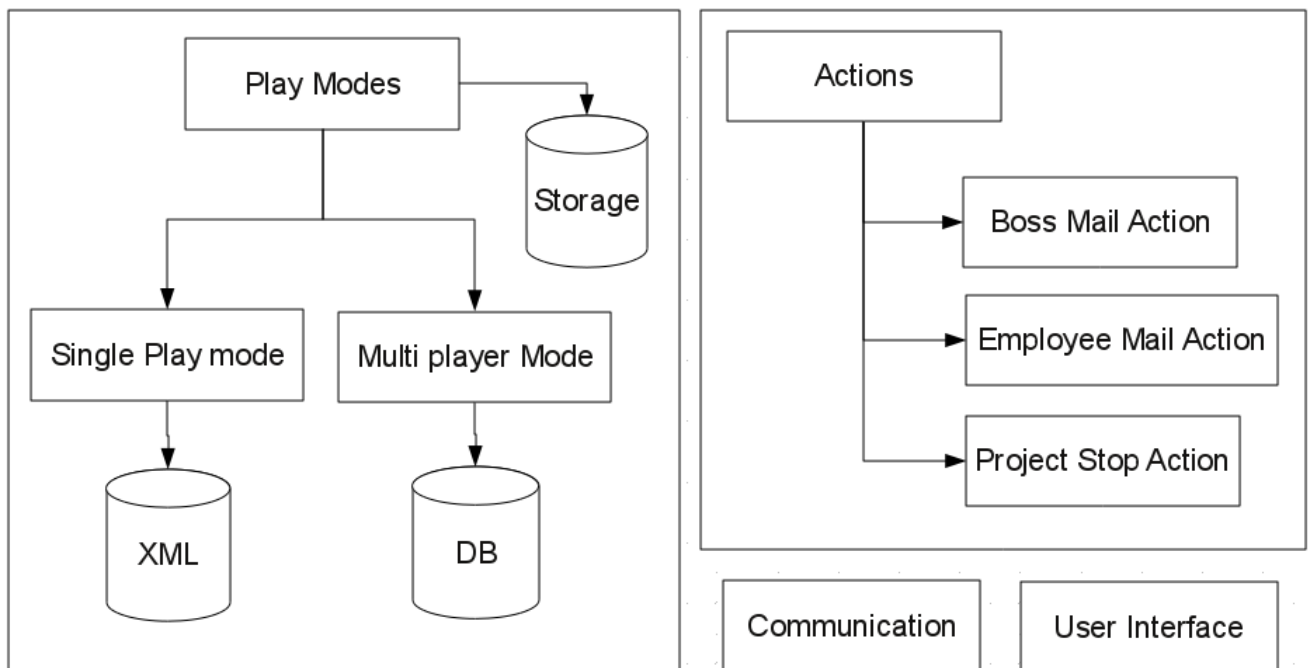 Play Modes
Storage
Single Play mode
Multi player Mode
XML
DB
Actions
Boss Mail Action
Employee Mail Action
Project Stop Action
Communication
User Interface